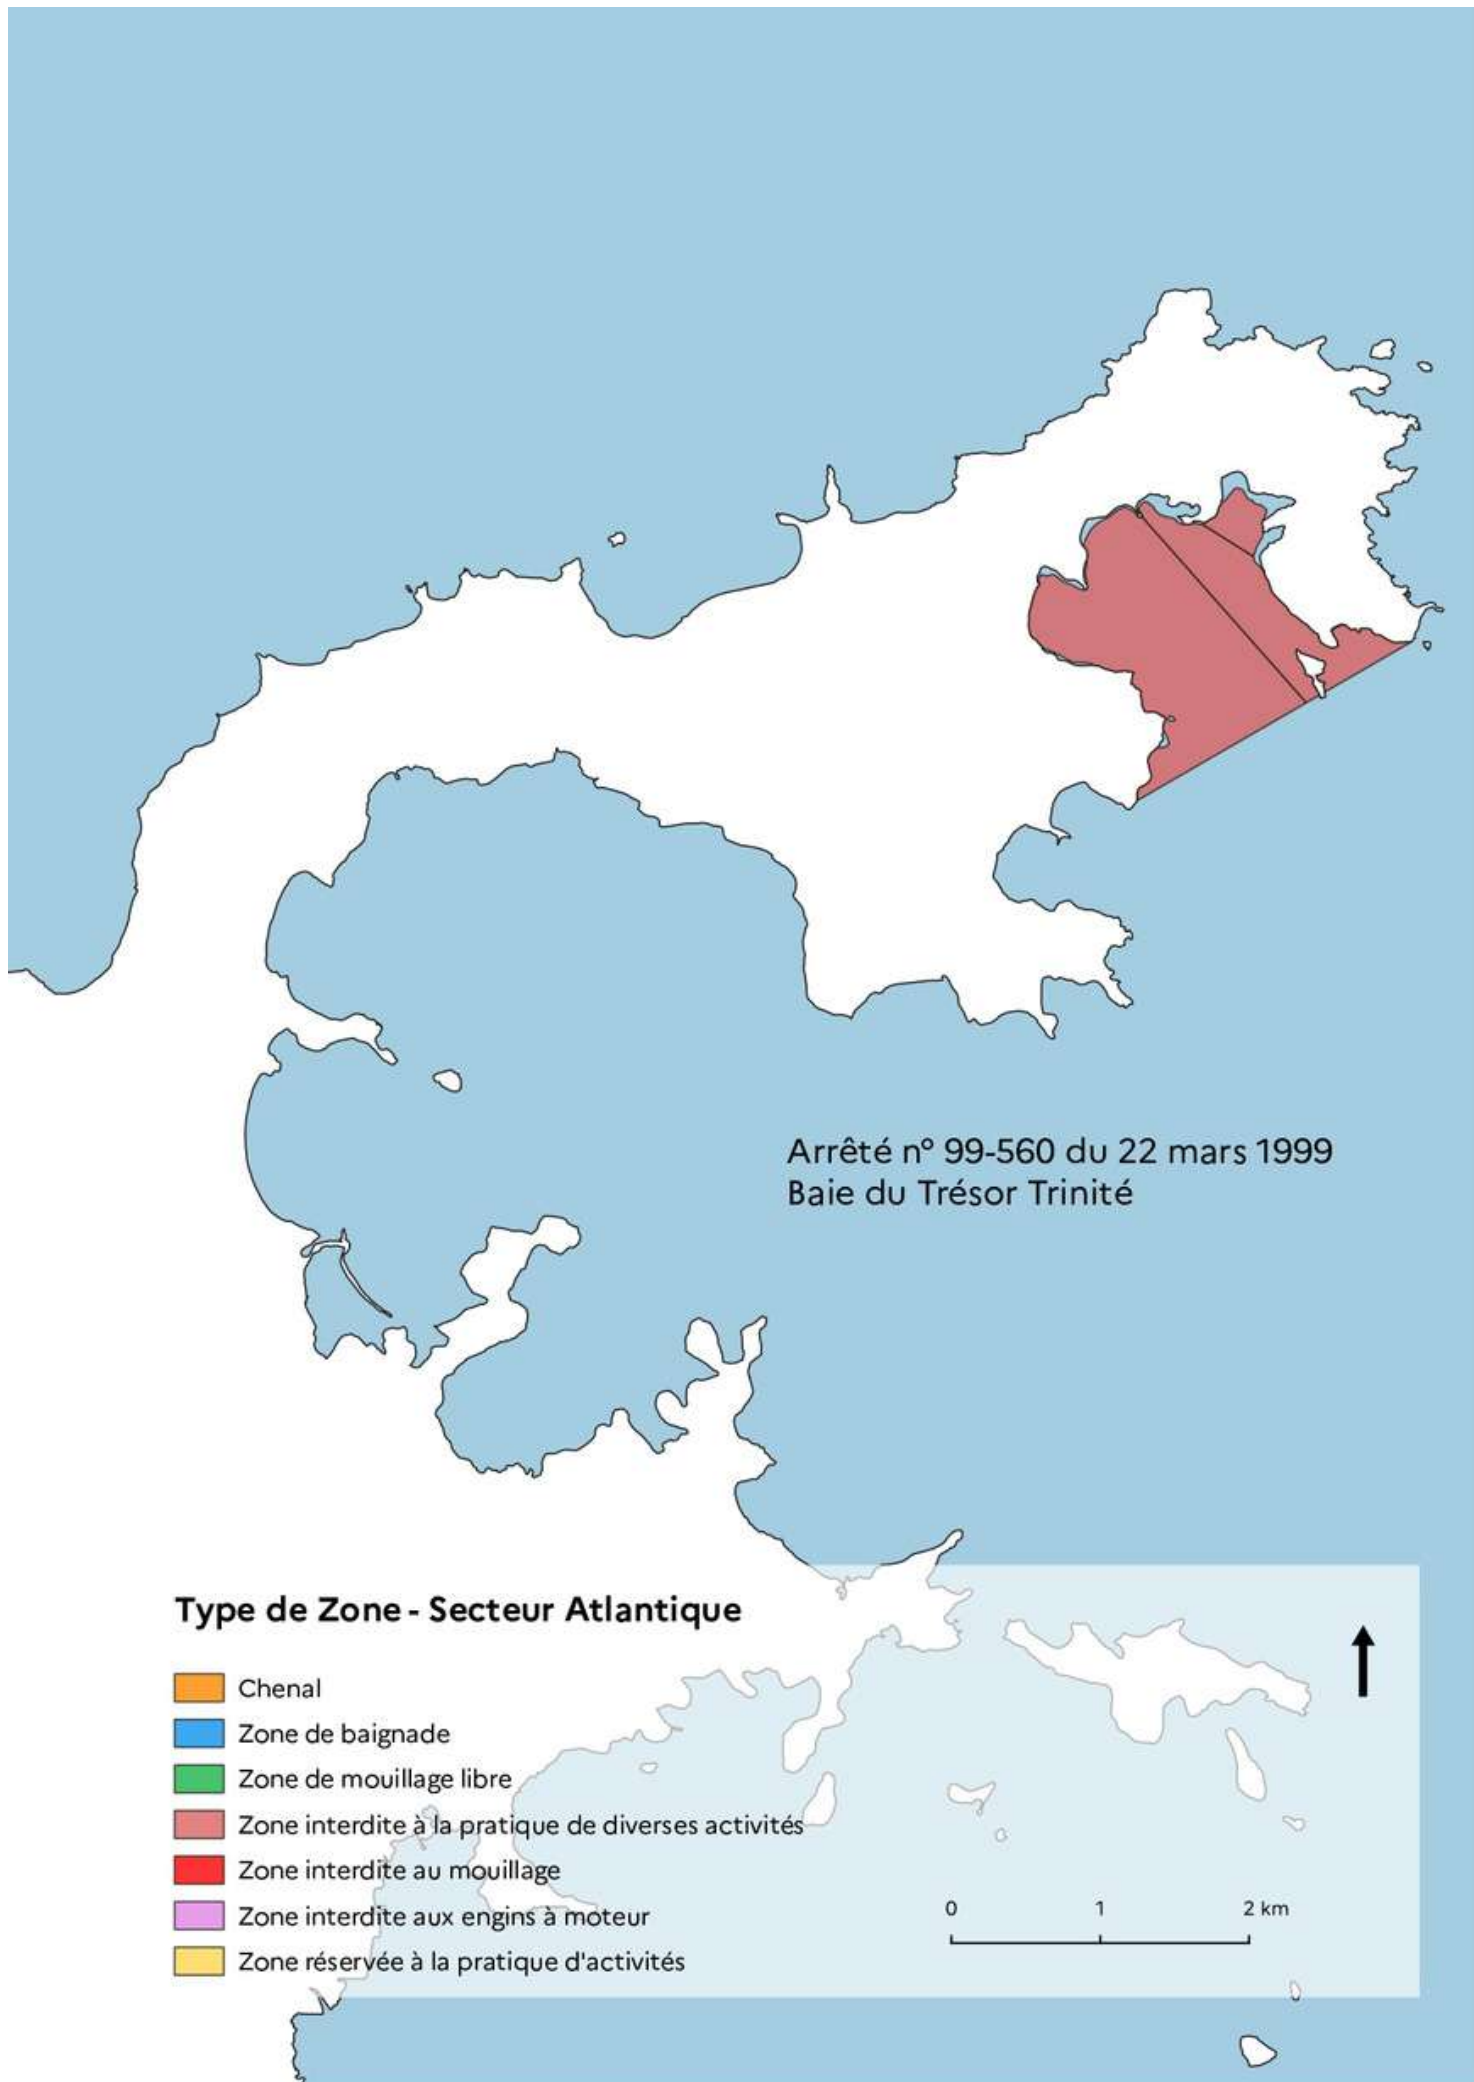 Arrêté n° 99-560 du 22 mars 1999
Baie du Trésor Trinité
Type de Zone - Secteur Atlantique
Chenal
Zone de baignade
Zone de mouillage libre
Zone interdite à la pratique de diverses activités
Zone interdite au mouillage
Zone interdite aux engins à moteur
Zone réservée à la pratique d'activités
0 1 2 km